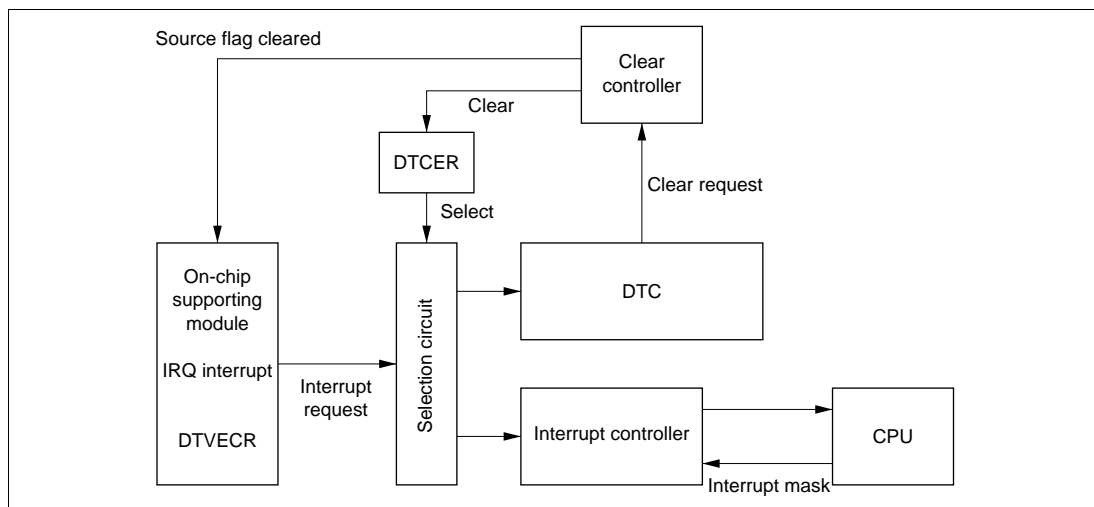 Source flag cleared
Clear
controller
Clear
DTCER
Clear request
Select
On-chip
supporting
module
IRQ interrupt
DTVECR
Interrupt
request
Selection circuit
DTC
Interrupt controller
CPU
Interrupt mask